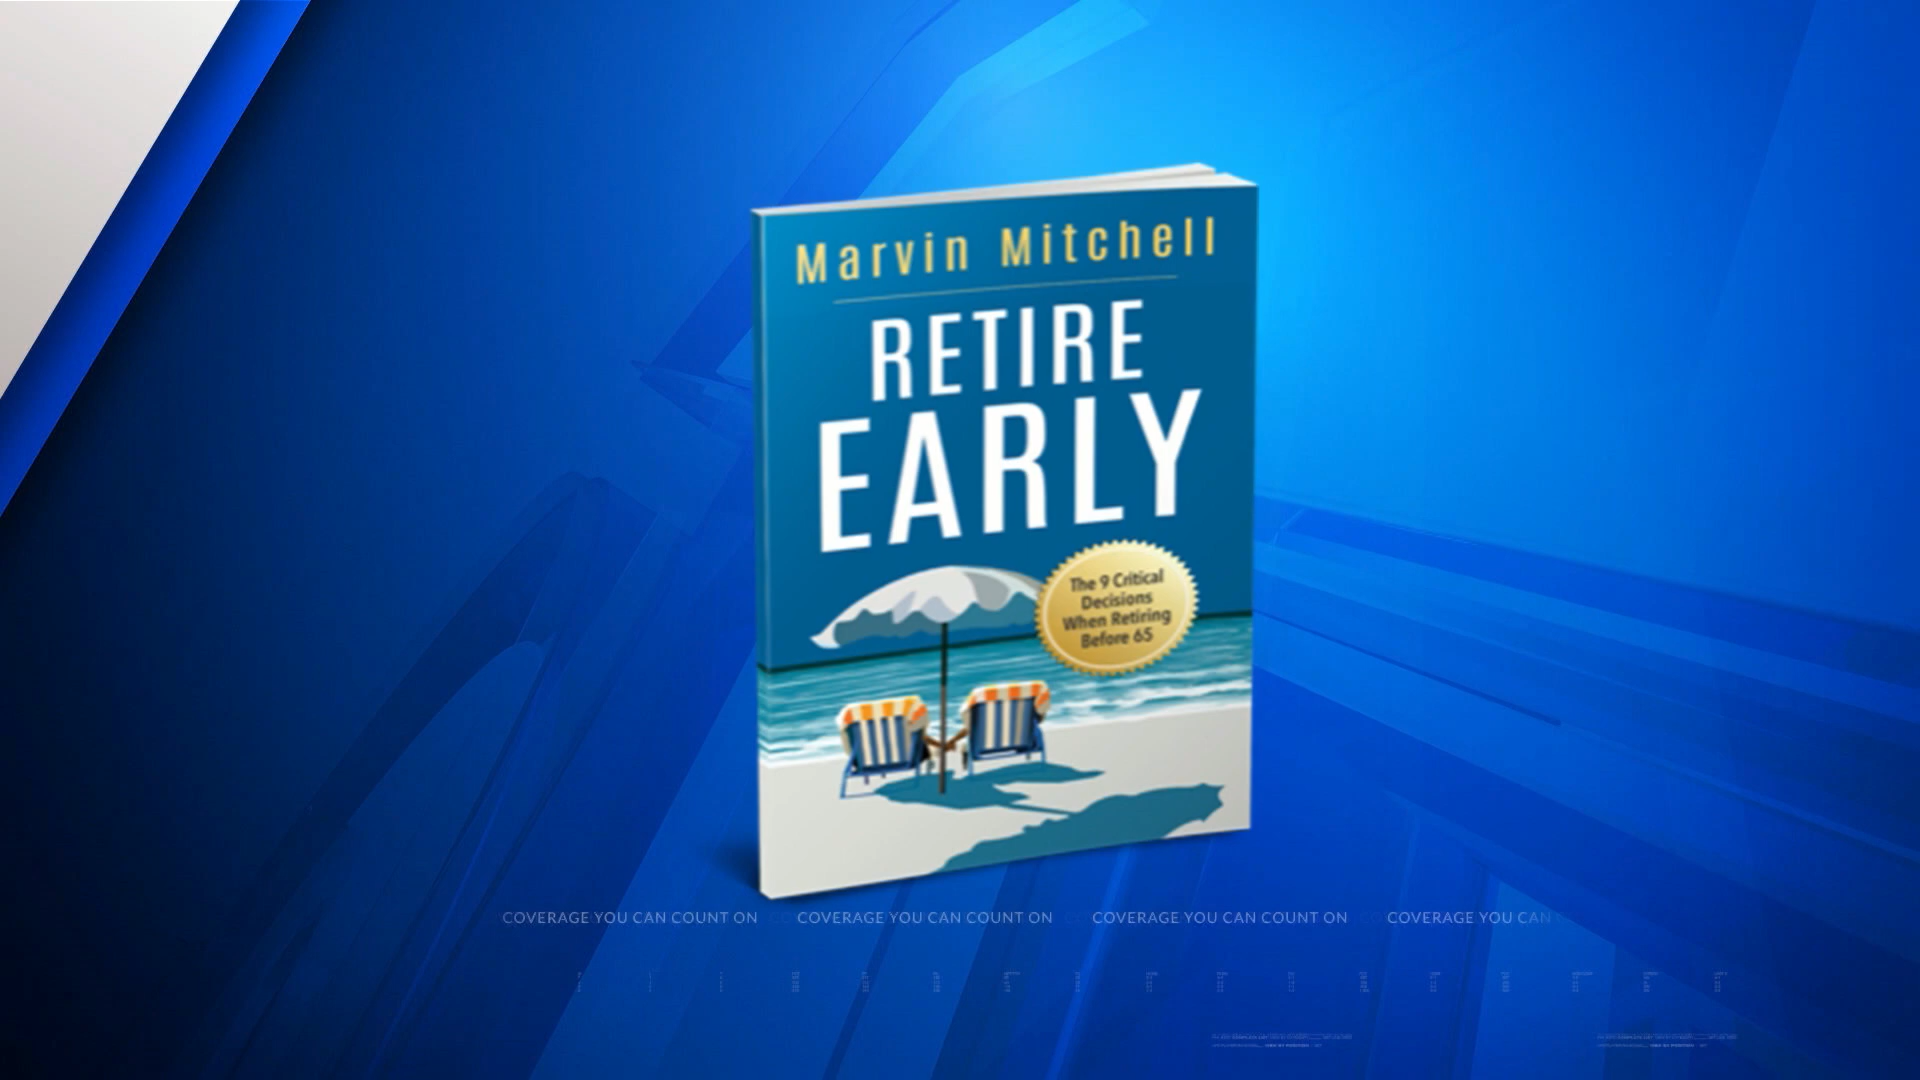 Marvin Mitchell
RETIRE
EARLY
The 9 Critical
Decisions
When Retiring
Before 65
COVERAGE YOU CAN COUNT ON COVERAGE YOU CAN COUNT ON COVERAGE YOU CAN COUNT ON COVERAGE YOU CAN